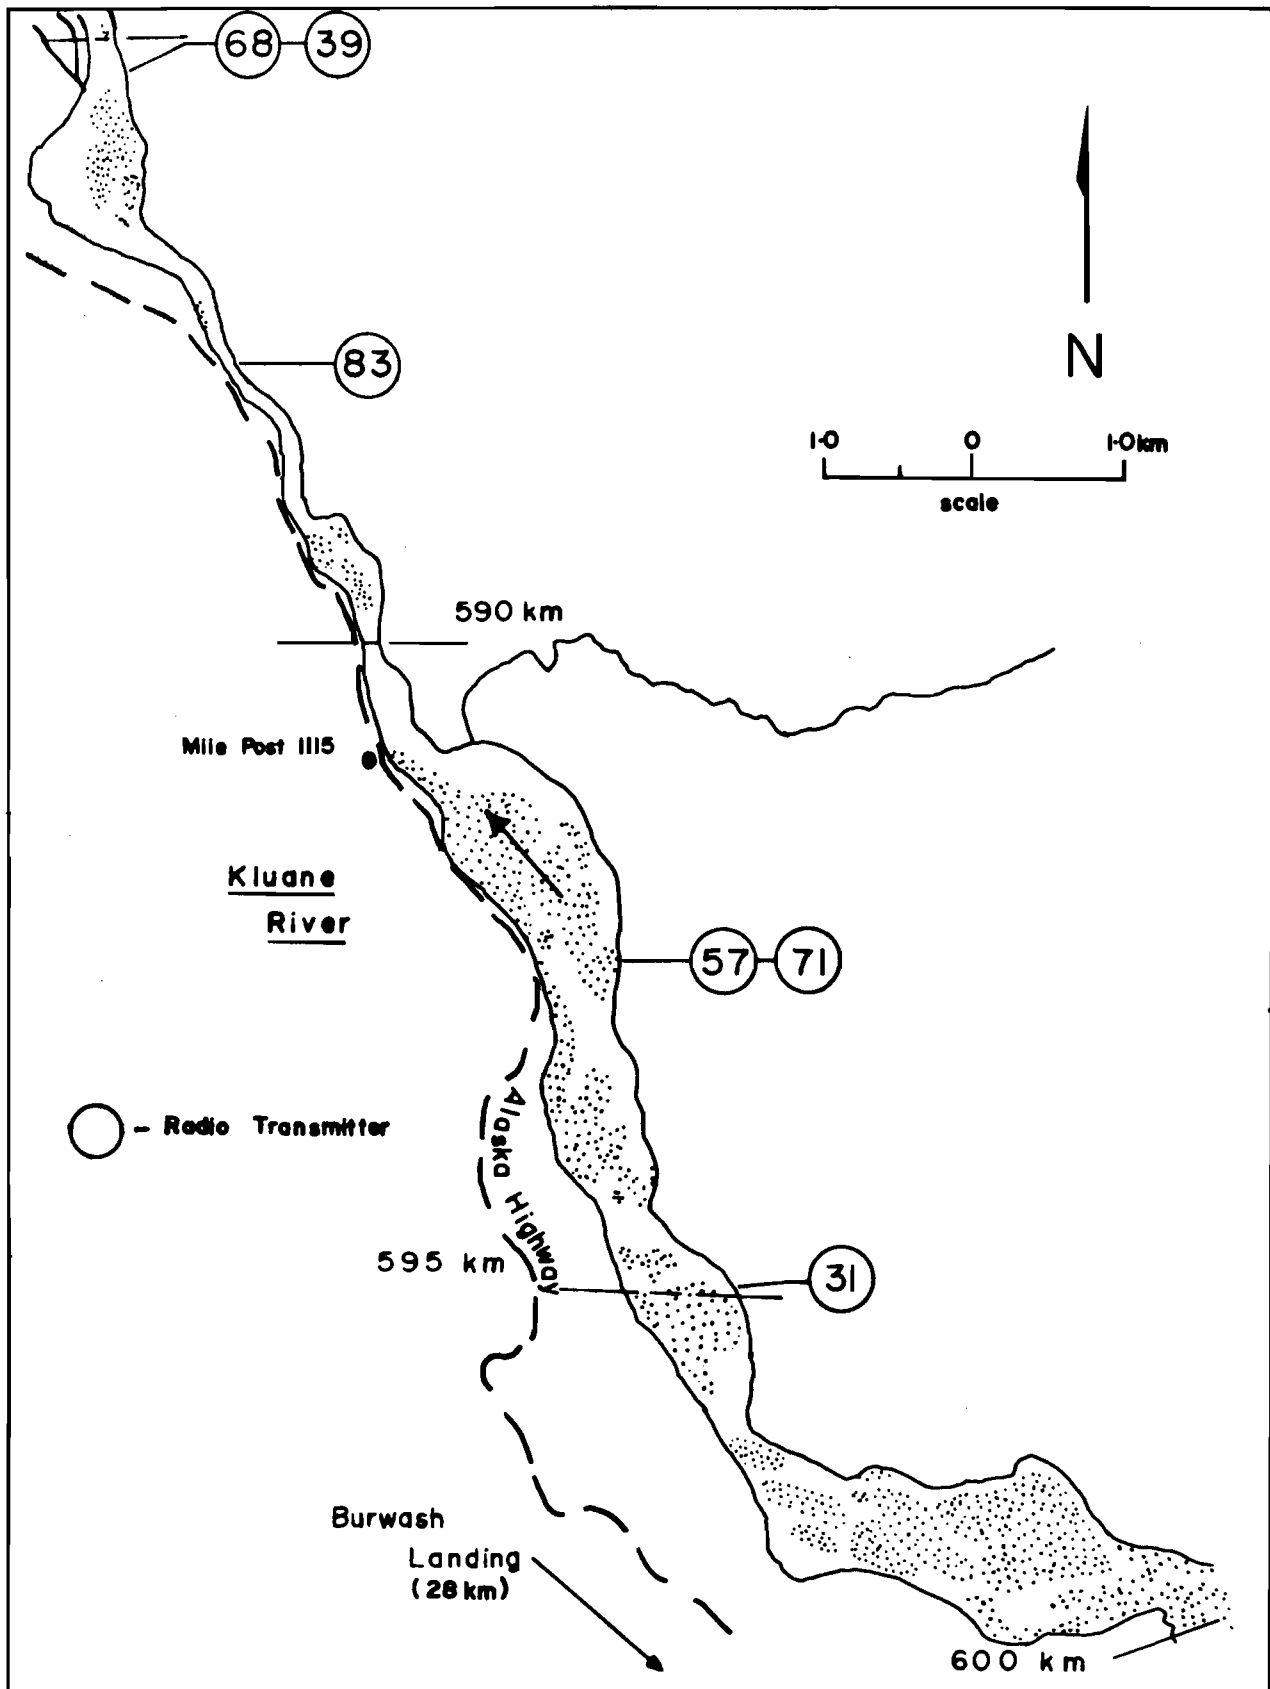 68 39
83
N
1·0 0 1·0km
scale
590 km
Mile Post 1115
Kluane
River
57 71
- Radio Transmitter
Alaska Highway
595 km
31
Burwash
Landing
(28 km)
600 km